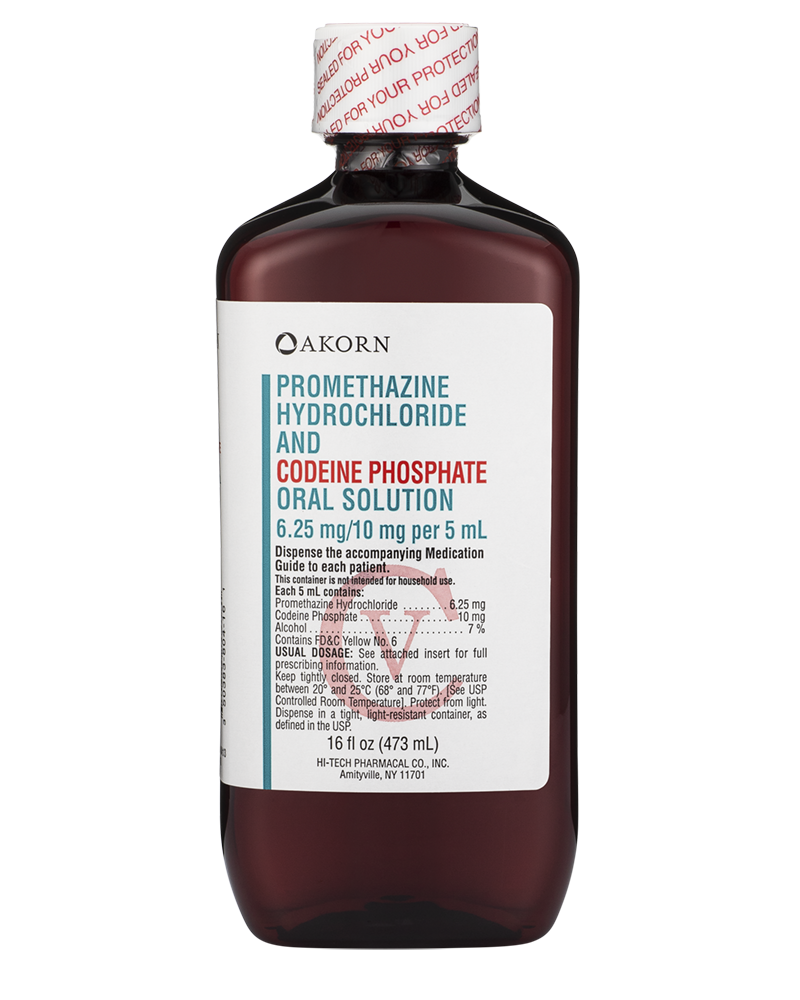 SEALED FOR YOUR PROTECTION
AKORN
PROMETHAZINE
HYDROCHLORIDE
AND
CODEINE PHOSPHATE
ORAL SOLUTION
6.25 mg/10 mg per 5 mL
Dispense the accompanying Medication
Guide to each patient.
This container is not intended for household use.
Each 5 mL contains:
Promethazine Hydrochloride ........ 6.25 mg
Codeine Phosphate .................. 10 mg
Alcohol ............................ 7 %
Contains FD&C Yellow No. 6
CV
USUAL DOSAGE: See attached insert for full
prescribing information.
Keep tightly closed. Store at room temperature
between 20° and 25°C (68° and 77°F). [See USP
Controlled Room Temperature]. Protect from light.
Dispense in a tight, light-resistant container, as
defined in the USP.
16 fl oz (473 mL)
HI-TECH PHARMACAL CO., INC.
Amityville, NY 11701